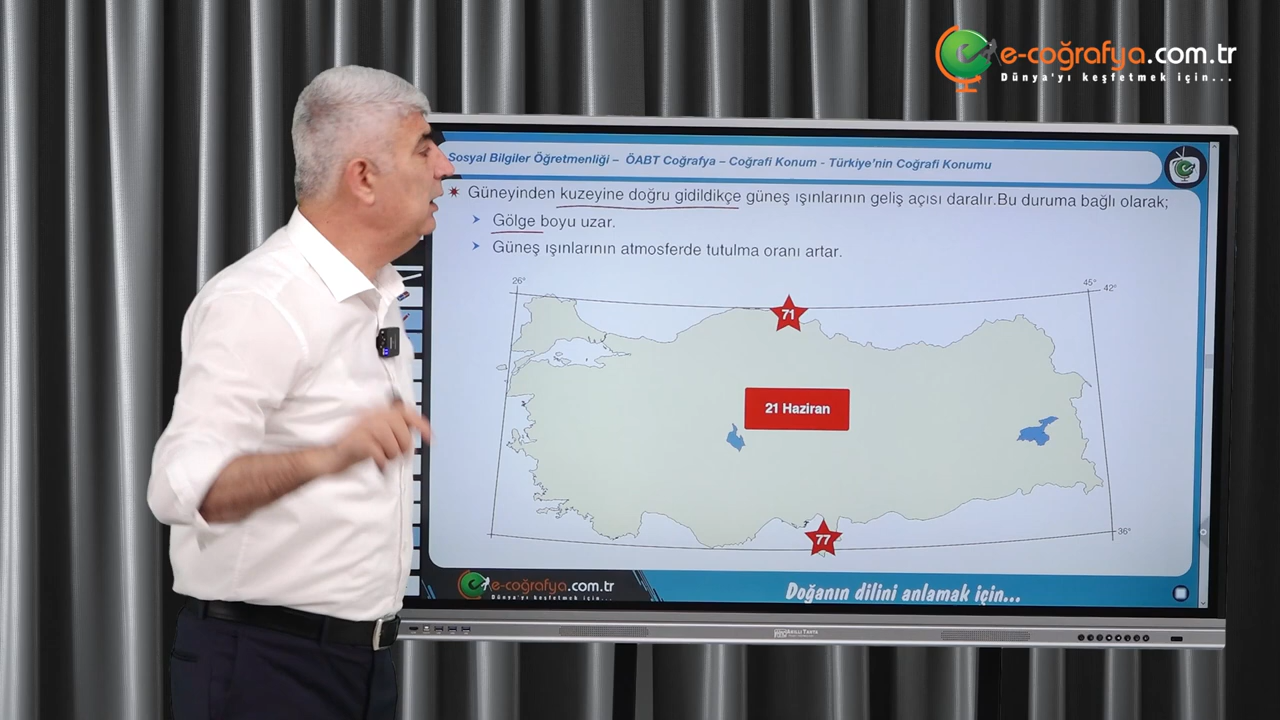 e-coğrafya.com.tr
Dünya'yı keşfetmek için...
Sosyal Bilgiler Öğretmenliği – ÖABT Coğrafya – Coğrafi Konum - Türkiye'nin Coğrafi Konumu
Güneyinden kuzeyine doğru gidildikçe güneş ışınlarının geliş açısı daralır.Bu duruma bağlı olarak;
Gölge boyu uzar.
Güneş ışınlarının atmosferde tutulma oranı artar.
26° 45° 42°
71
21 Haziran
77
36°
e-coğrafya.com.tr
Dünya'yı keşfetmek için...
Doğanın dilini anlamak için...
AKILLI TAHTA